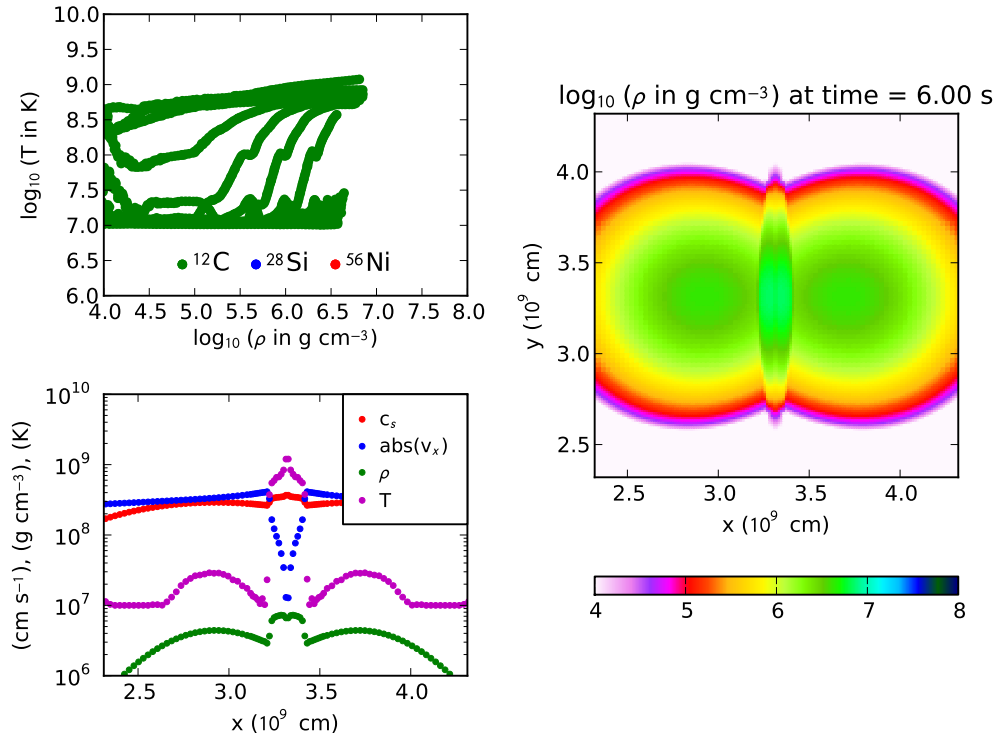 10.0
9.5
9.0
8.5
8.0
7.5
7.0
6.5
6.0
log₁₀ (T in K)
¹²C ²⁸Si ⁵⁶Ni
4.0 4.5 5.0 5.5 6.0 6.5 7.0 7.5 8.0
log₁₀ (ρ in g cm⁻³)
log₁₀ (ρ in g cm⁻³) at time = 6.00 s
4.0
3.5
3.0
2.5
y (10⁹ cm)
2.5 3.0 3.5 4.0
x (10⁹ cm)
4 5 6 7 8
10¹⁰
10⁹
10⁸
10⁷
10⁶
(cm s⁻¹), (g cm⁻³), (K)
cₛ
abs(vₓ)
ρ
T
2.5 3.0 3.5 4.0
x (10⁹ cm)